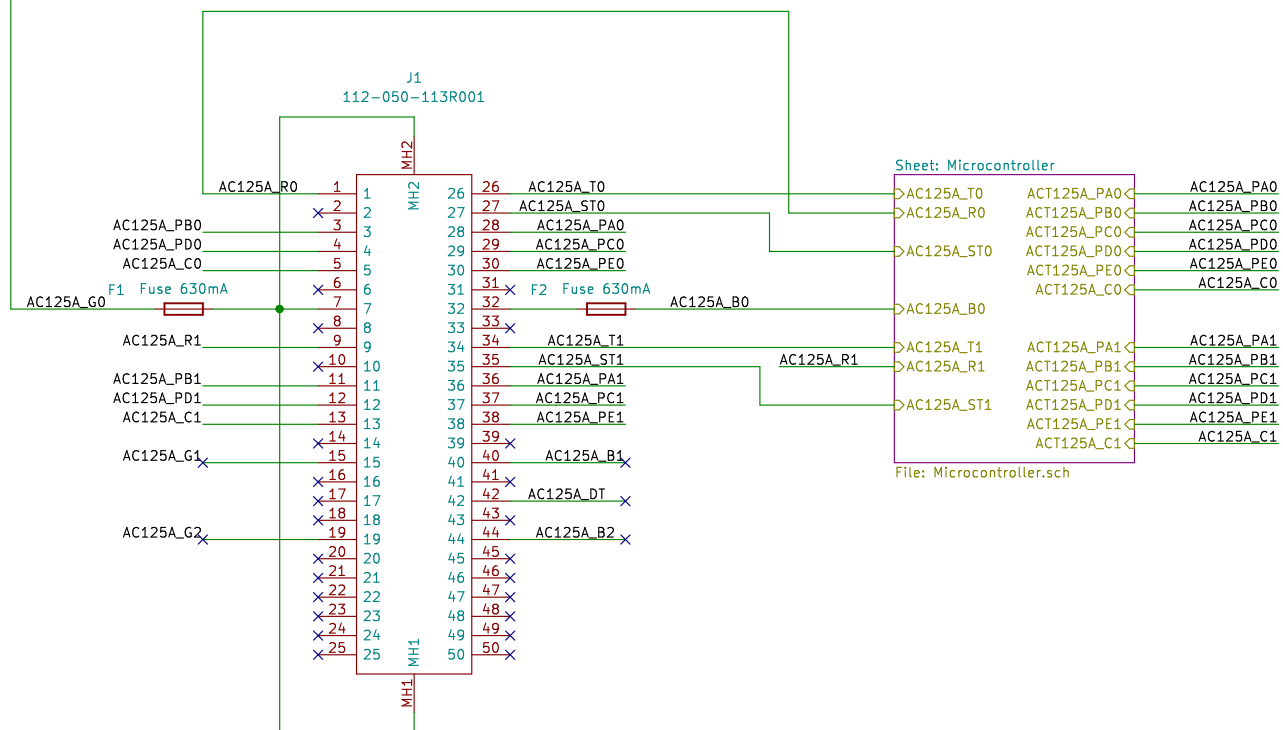 J1
112-050-113R001
MH2
MH2
AC125A_R0 1 1
2 2
AC125A_PB0 3 3
AC125A_PD0 4 4
AC125A_C0 5 5
6 6
AC125A_G0 F1 Fuse 630mA 7 7
8 8
AC125A_R1 9 9
10 10
AC125A_PB1 11 11
AC125A_PD1 12 12
AC125A_C1 13 13
14 14
AC125A_G1 15 15
16 16
17 17
18 18
AC125A_G2 19 19
20 20
21 21
22 22
23 23
24 24
25 25
26 26 AC125A_T0
27 27 AC125A_ST0
28 28 AC125A_PA0
29 29 AC125A_PC0
30 30 AC125A_PE0
31 31
32 32 F2 Fuse 630mA AC125A_B0
33 33
34 34 AC125A_T1
35 35 AC125A_ST1
AC125A_R1
36 36 AC125A_PA1
37 37 AC125A_PC1
38 38 AC125A_PE1
39 39
40 40 AC125A_B1
41 41
42 42 AC125A_DT
43 43
44 44 AC125A_B2
45 45
46 46
47 47
48 48
49 49
50 50
MH1
MH1
Sheet: Microcontroller
AC125A_T0 ACT125A_PA0 AC125A_PA0
AC125A_R0 ACT125A_PB0 AC125A_PB0
ACT125A_PC0 AC125A_PC0
AC125A_ST0 ACT125A_PD0 AC125A_PD0
ACT125A_PE0 AC125A_PE0
ACT125A_C0 AC125A_C0
AC125A_B0
AC125A_T1 ACT125A_PA1 AC125A_PA1
AC125A_R1 ACT125A_PB1 AC125A_PB1
ACT125A_PC1 AC125A_PC1
AC125A_ST1 ACT125A_PD1 AC125A_PD1
ACT125A_PE1 AC125A_PE1
ACT125A_C1 AC125A_C1
File: Microcontroller.sch